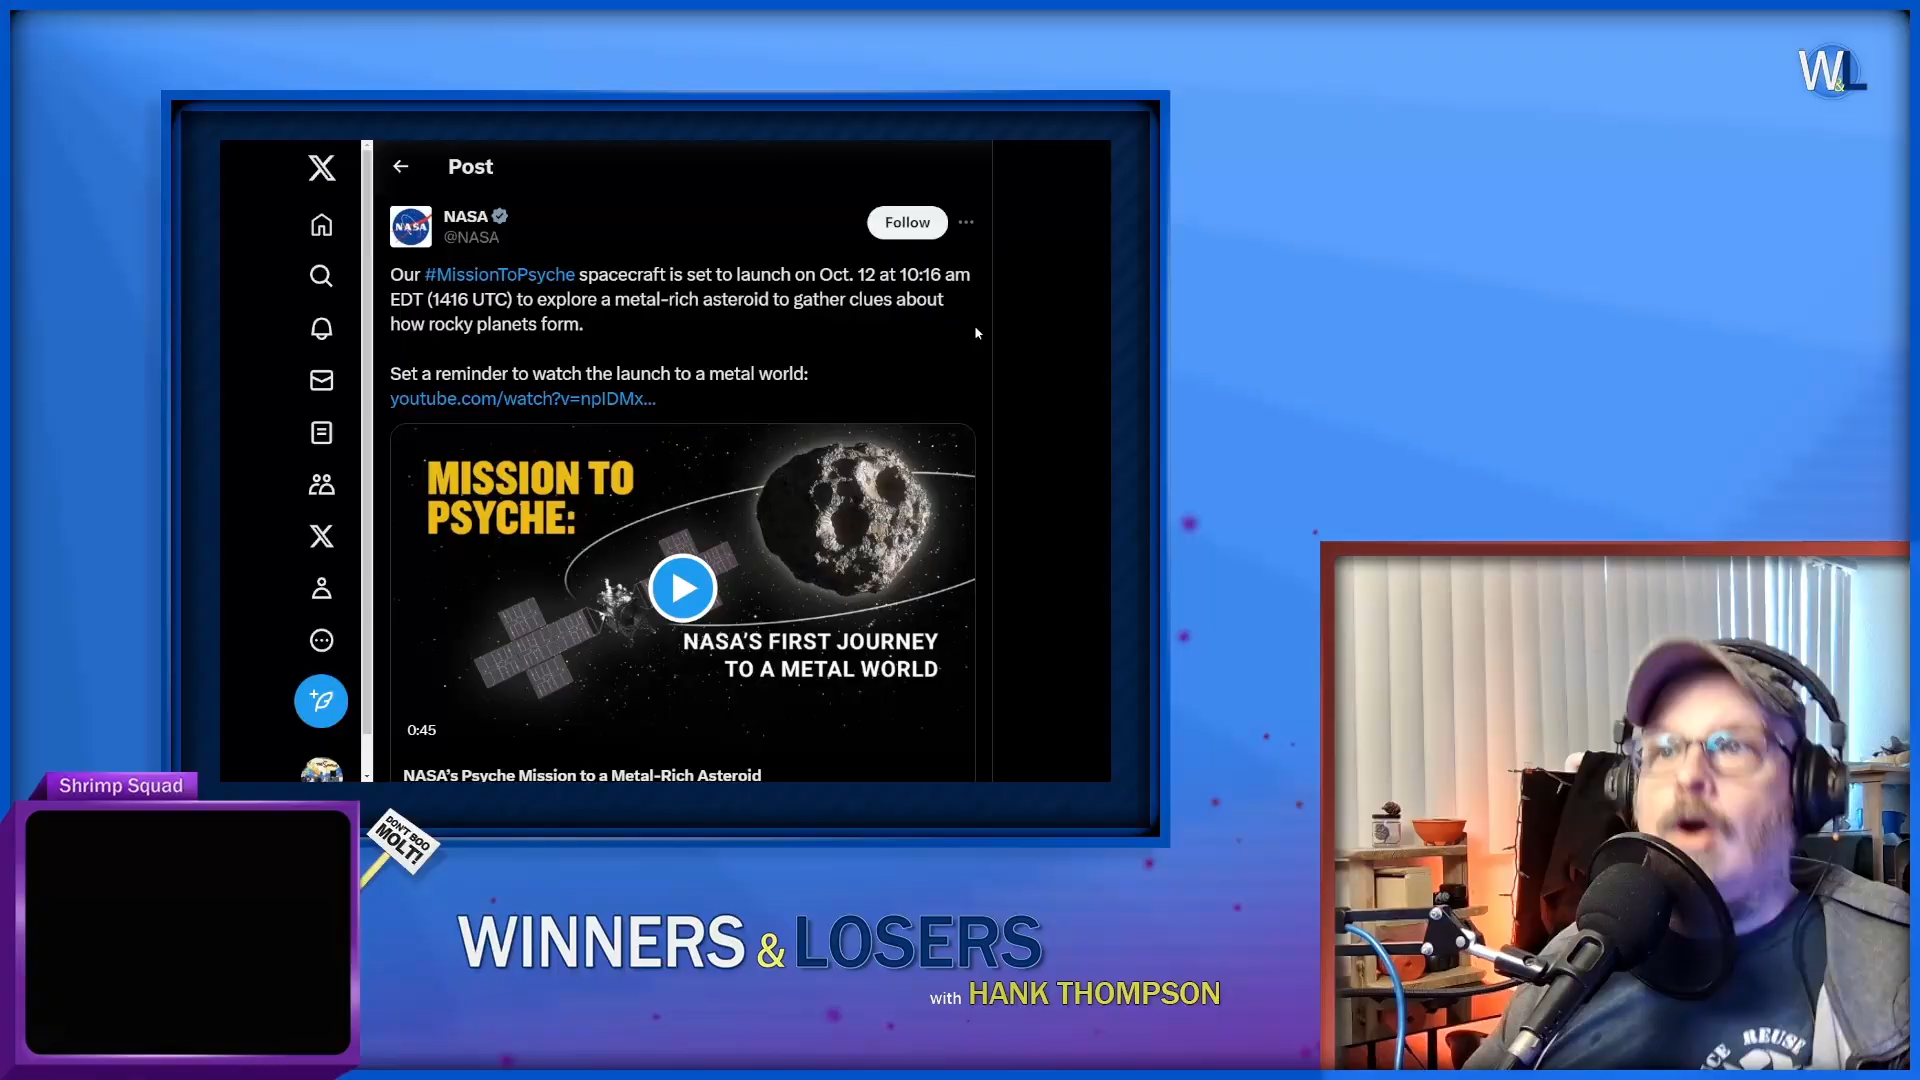 W&L
Post
NASA
NASA
@NASA
Follow
Our #MissionToPsyche spacecraft is set to launch on Oct. 12 at 10:16 am
EDT (1416 UTC) to explore a metal-rich asteroid to gather clues about
how rocky planets form.
Set a reminder to watch the launch to a metal world:
youtube.com/watch?v=npIDMx...
MISSION TO
PSYCHE:
NASA'S FIRST JOURNEY
TO A METAL WORLD
0:45
NASA's Psyche Mission to a Metal-Rich Asteroid
Shrimp Squad
DON'T BOO
MOLT!
WINNERS & LOSERS
with HANK THOMPSON
REUSE